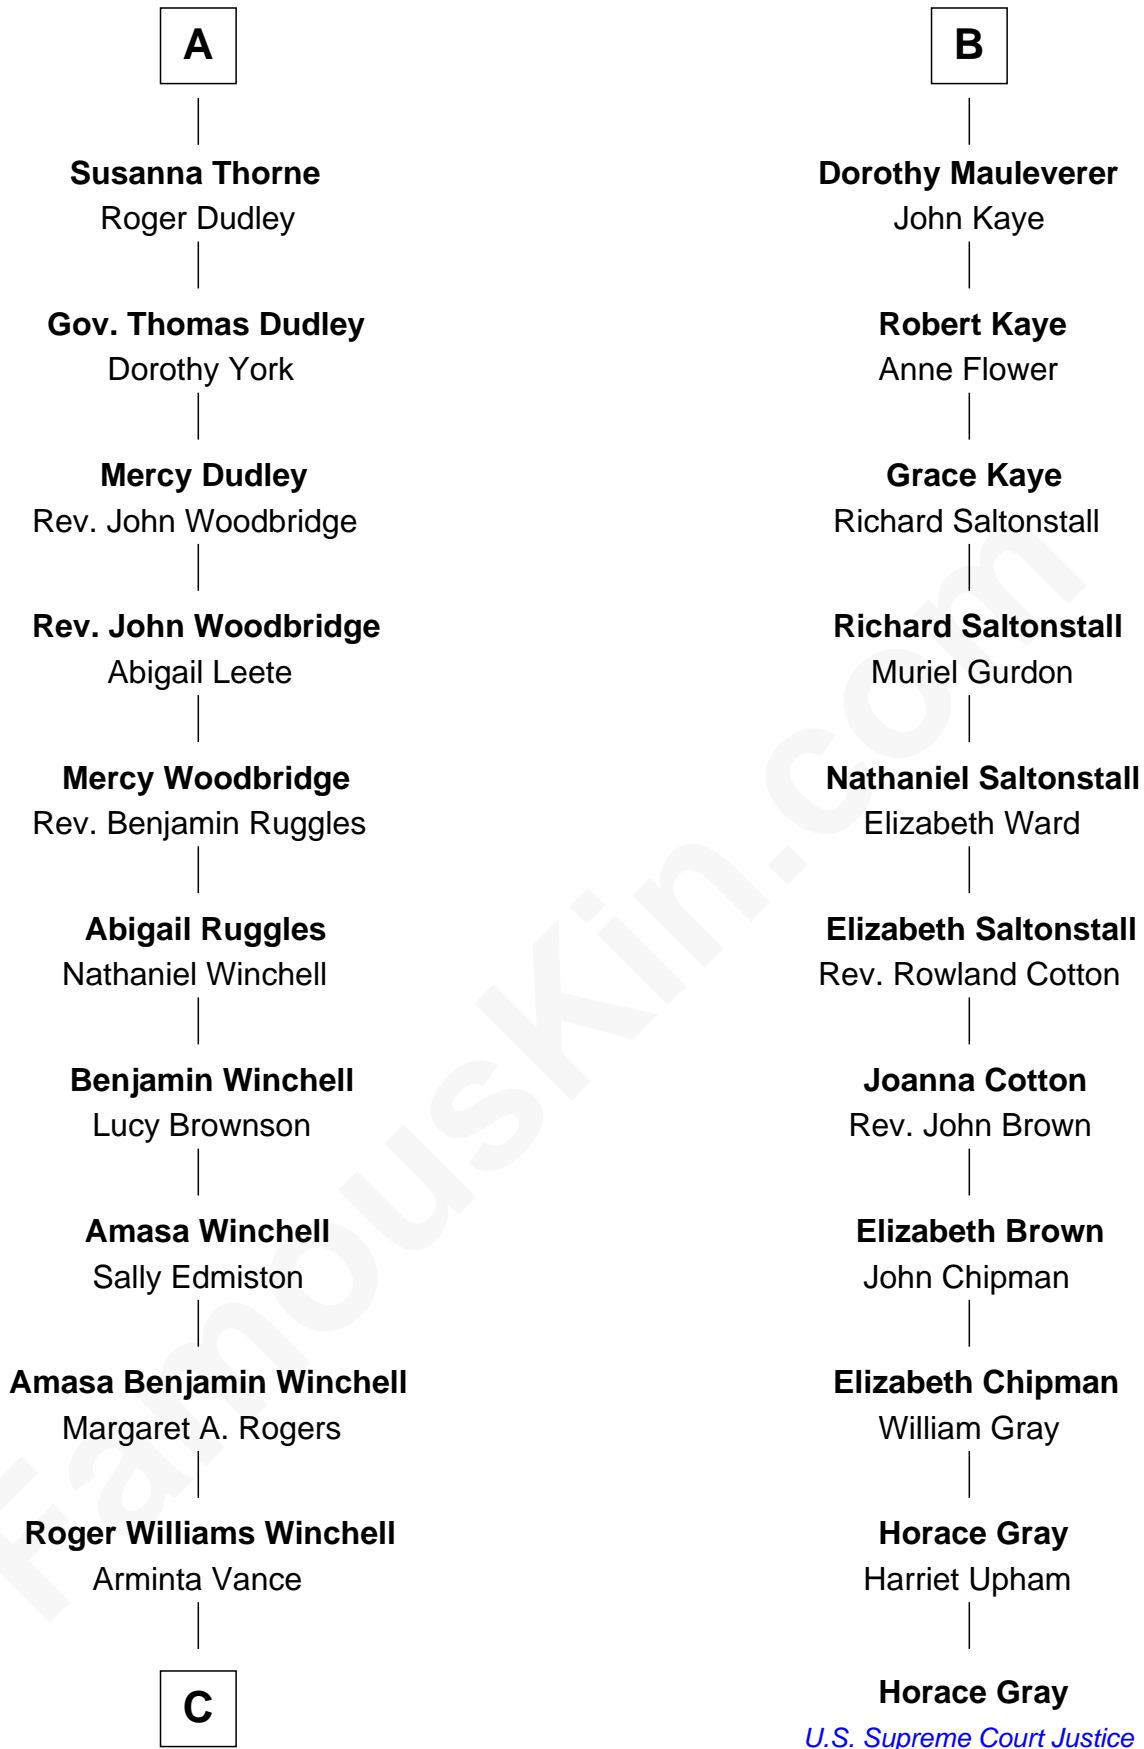 A
Susanna Thorne
Roger Dudley
Gov. Thomas Dudley
Dorothy York
Mercy Dudley
Rev. John Woodbridge
Rev. John Woodbridge
Abigail Leete
Mercy Woodbridge
Rev. Benjamin Ruggles
Abigail Ruggles
Nathaniel Winchell
Benjamin Winchell
Lucy Brownson
Amasa Winchell
Sally Edmiston
Amasa Benjamin Winchell
Margaret A. Rogers
Roger Williams Winchell
Arminta Vance
C
B
Dorothy Mauleverer
John Kaye
Robert Kaye
Anne Flower
Grace Kaye
Richard Saltonstall
Richard Saltonstall
Muriel Gurdon
Nathaniel Saltonstall
Elizabeth Ward
Elizabeth Saltonstall
Rev. Rowland Cotton
Joanna Cotton
Rev. John Brown
Elizabeth Brown
John Chipman
Elizabeth Chipman
William Gray
Horace Gray
Harriet Upham
Horace Gray
U.S. Supreme Court Justice
FamousKin.com